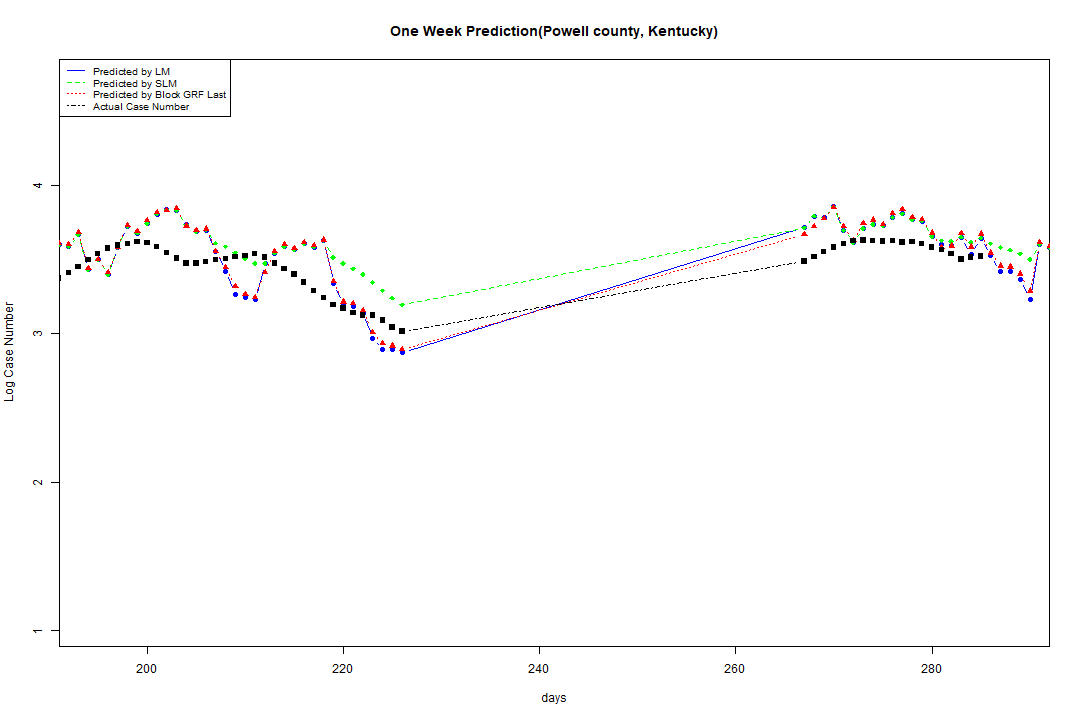 One Week Prediction(Powell county, Kentucky)
Predicted by LM
Predicted by SLM
Predicted by Block GRF Last
Actual Case Number
4
3
2
1
Log Case Number
200 220 240 260 280
days